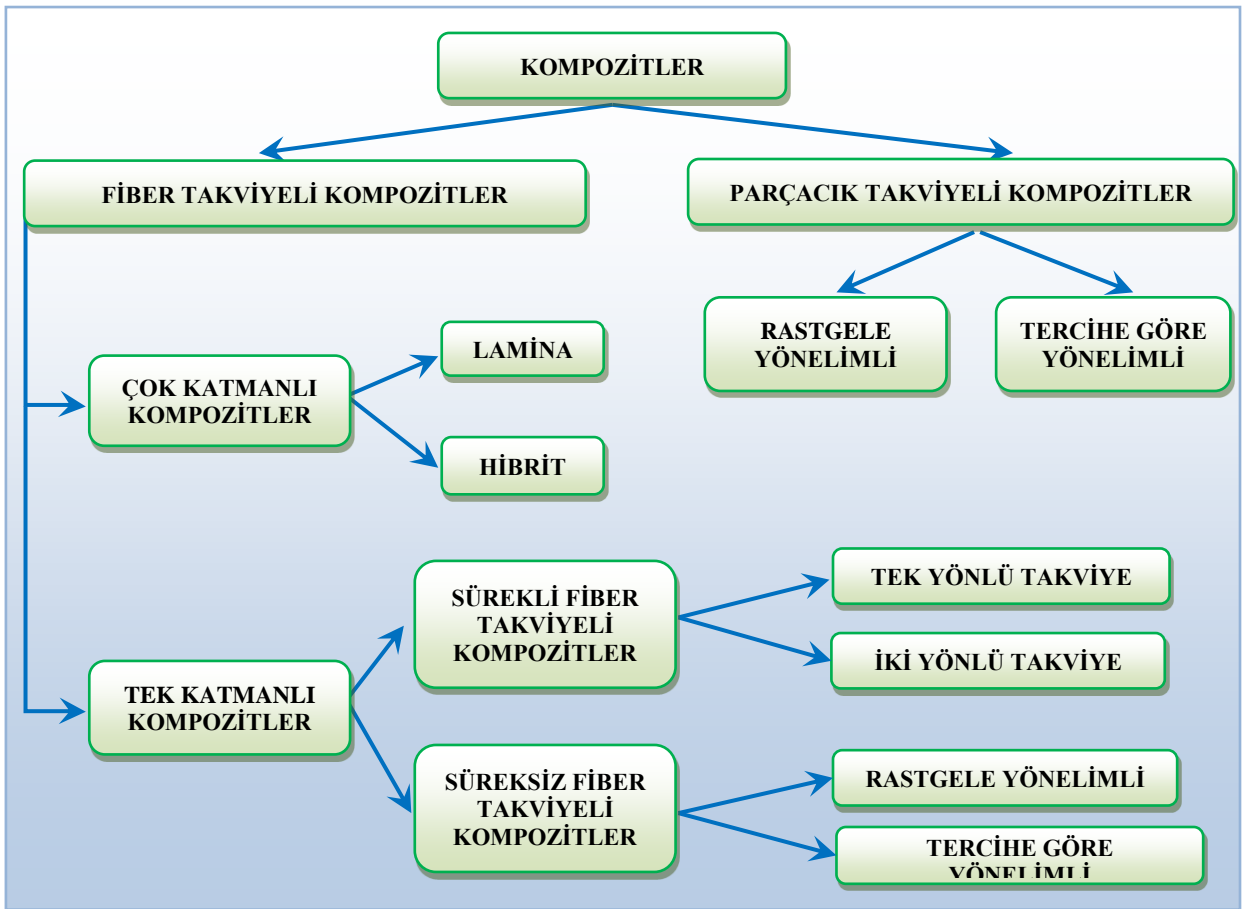 KOMPOZİTLER
FİBER TAKVİYELİ KOMPOZİTLER
PARÇACIK TAKVİYELİ KOMPOZİTLER
RASTGELE
YÖNELİMLİ
TERCİHE GÖRE
YÖNELİMLİ
ÇOK KATMANLI
KOMPOZİTLER
LAMİNA
HİBRİT
TEK KATMANLI
KOMPOZİTLER
SÜREKLİ FİBER
TAKVİYELİ
KOMPOZİTLER
TEK YÖNLÜ TAKVİYE
İKİ YÖNLÜ TAKVİYE
SÜREKSİZ FİBER
TAKVİYELİ
KOMPOZİTLER
RASTGELE YÖNELİMLİ
TERCİHE GÖRE
YÖNELİMLİ